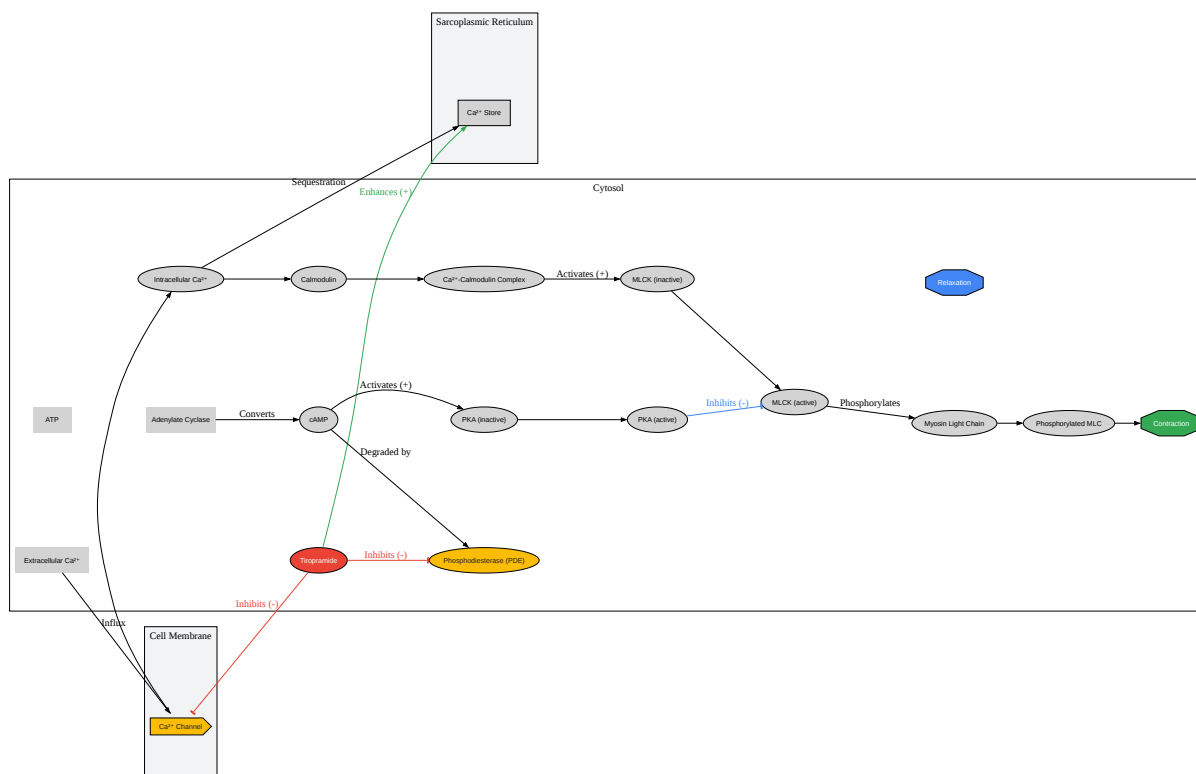 Sarcoplasmic Reticulum
Ca²⁺ Store
Sequestration
Enhances (+)
Cytosol
Intracellular Ca²⁺
Calmodulin
Ca²⁺-Calmodulin Complex
Activates (+)
MLCK (inactive)
Relaxation
ATP
Adenylate Cyclase
Converts
cAMP
Activates (+)
PKA (inactive)
PKA (active)
Inhibits (-)
MLCK (active)
Phosphorylates
Myosin Light Chain
Phosphorylated MLC
Contraction
Degraded by
Extracellular Ca²⁺
Tiropramide
Inhibits (-)
Phosphodiesterase (PDE)
Inhibits (-)
Influx
Cell Membrane
Ca²⁺ Channel